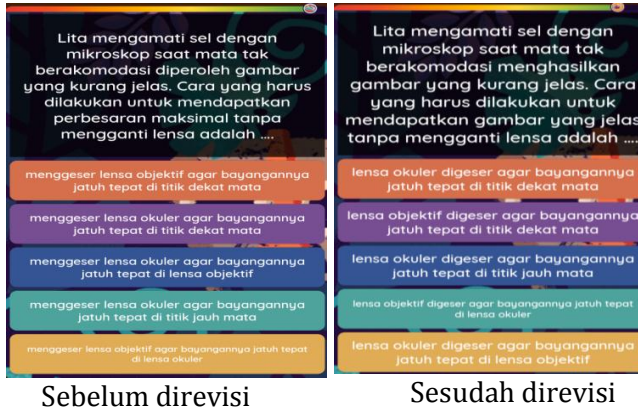 Lita mengamati sel dengan
mikroskop saat mata tak
berakomodasi diperoleh gambar
yang kurang jelas. Cara yang harus
dilakukan untuk mendapatkan
perbesaran maksimal tanpa
mengganti lensa adalah ....
menggeser lensa objektif agar bayangannya
jatuh tepat di titik dekat mata
menggeser lensa okuler agar bayangannya
jatuh tepat di titik dekat mata
menggeser lensa okuler agar bayangannya
jatuh tepat di lensa objektif
menggeser lensa okuler agar bayangannya
jatuh tepat di titik jauh mata
menggeser lensa objektif agar bayangannya jatuh tepat
di lensa okuler
Sebelum direvisi
Lita mengamati sel dengan
mikroskop saat mata tak
berakomodasi menghasilkan
gambar yang kurang jelas. Cara
yang harus dilakukan untuk
mendapatkan gambar yang jelas
tanpa mengganti lensa adalah ....
lensa okuler digeser agar bayangannya
jatuh tepat di titik dekat mata
lensa objektif digeser agar bayangannya
jatuh tepat di titik dekat mata
lensa okuler digeser agar bayangannya
jatuh tepat di titik jauh mata
lensa objektif digeser agar bayangannya jatuh tepat
di lensa okuler
lensa okuler digeser agar bayangannya
jatuh tepat di lensa objektif
Sesudah direvisi